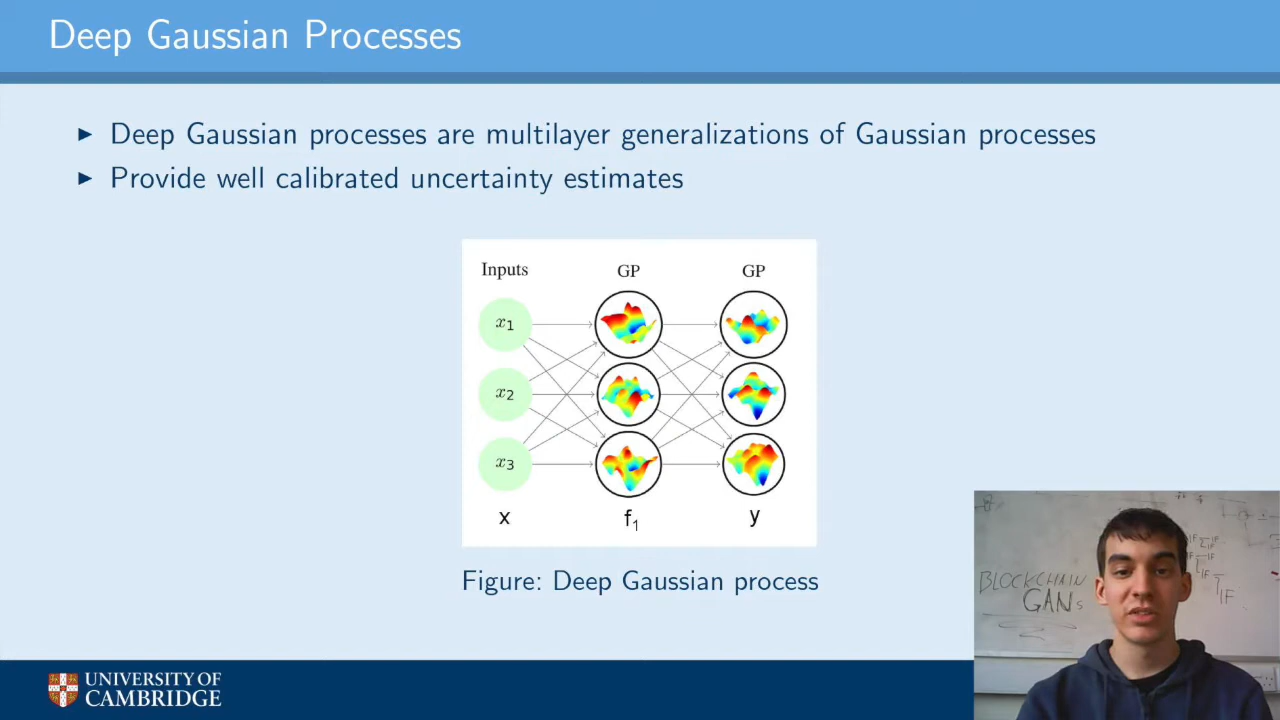 Deep Gaussian Processes
▶ Deep Gaussian processes are multilayer generalizations of Gaussian processes
▶ Provide well calibrated uncertainty estimates
Inputs GP GP
x1
x2
x3
x f1 y
Figure: Deep Gaussian process
BLOCKCHAIN
GANs
IF
UNIVERSITY OF
CAMBRIDGE